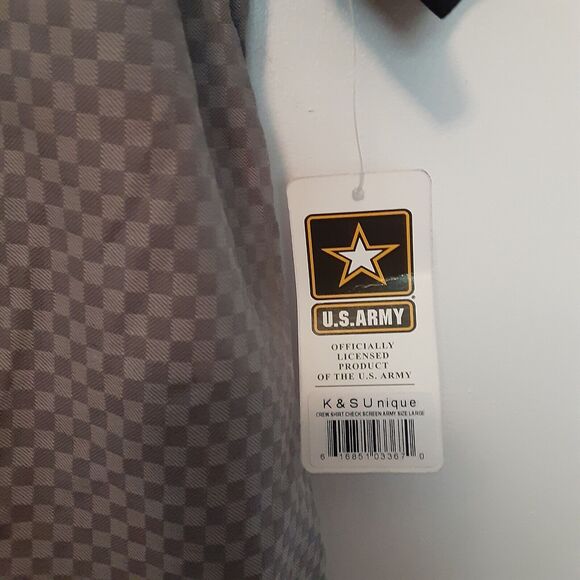 U.S.ARMY
OFFICIALLY
LICENSED
PRODUCT
OF THE U.S. ARMY
K & S Unique
CREW SHIRT CHECK SCREEN ARMY SIZE LARGE
6 16851 03367 0